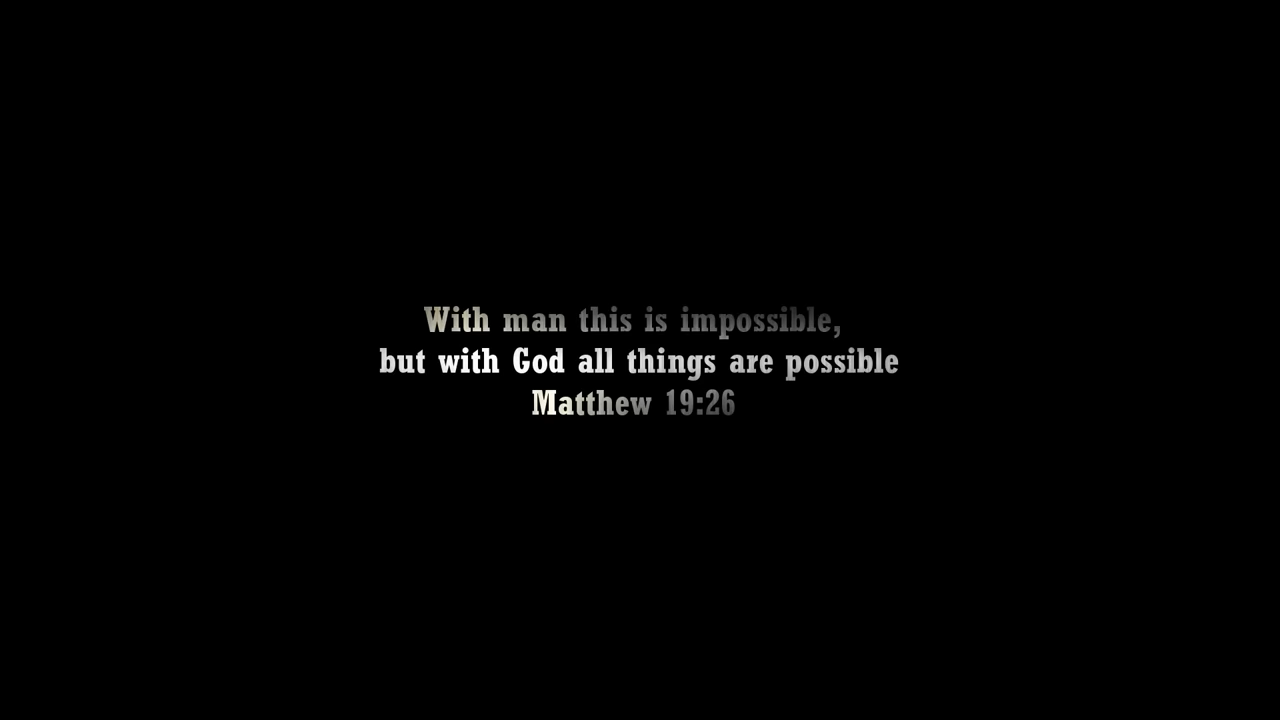 With man this is impossible,
but with God all things are possible
Matthew 19:26